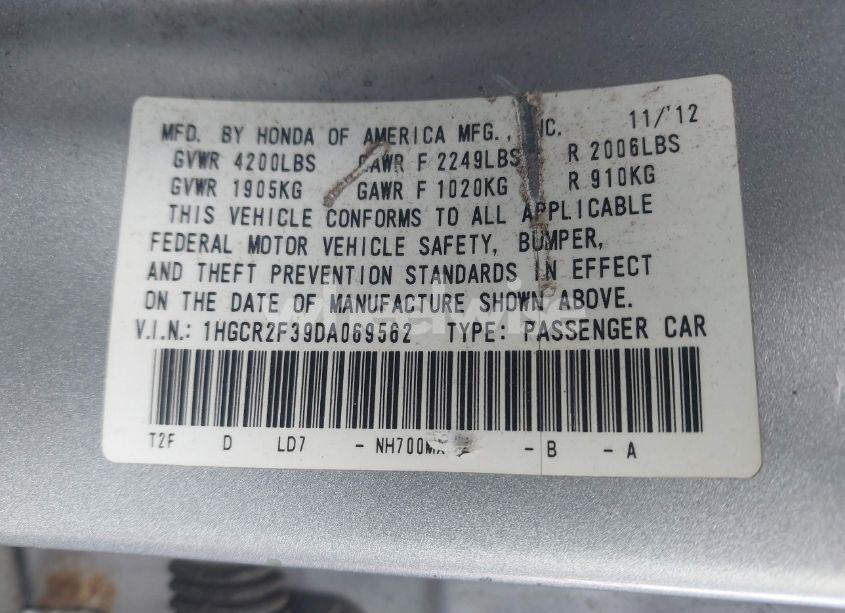 MFD. BY HONDA OF AMERICA MFG., INC. 11/'12
GVWR 4200LBS GAWR F 2249LBS R 2006LBS
GVWR 1905KG GAWR F 1020KG R 910KG
THIS VEHICLE CONFORMS TO ALL APPLICABLE
FEDERAL MOTOR VEHICLE SAFETY, BUMPER,
AND THEFT PREVENTION STANDARDS IN EFFECT
ON THE DATE OF MANUFACTURE SHOWN ABOVE.
V.I.N.: 1HGCR2F39DA069562 TYPE: PASSENGER CAR
T2F D LD7 - NH700MX - B - A